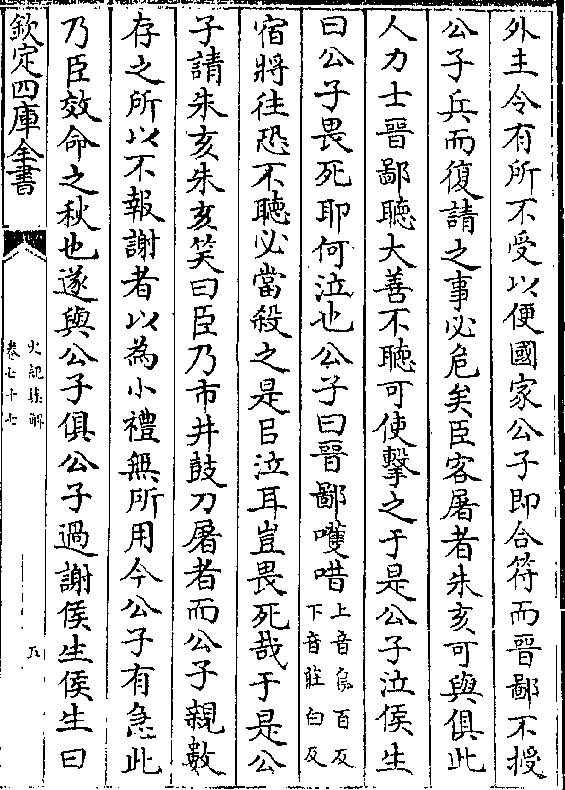 外主令有所不受以便國家公子即合符而晉鄙不授
公子兵而復請之事必危矣臣客屠者朱亥可與俱此
人力士晉鄙聽大善不聽可使擊之于是公子泣侯生
曰公子畏死耶何泣也公子曰晉鄙嚄唶上音烏百反下音莊白反
宿將往恐不聽必當殺之是㠯泣耳豈畏死哉于是公
子請朱亥朱亥笑曰臣乃市井鼓刀屠者而公子親數
存之所以不報謝者以為小禮無所用今公子有急此
乃臣效命之秋也遂與公子俱公子過謝侯生侯生曰
欽定四庫全書
史記集解
卷七十七
五